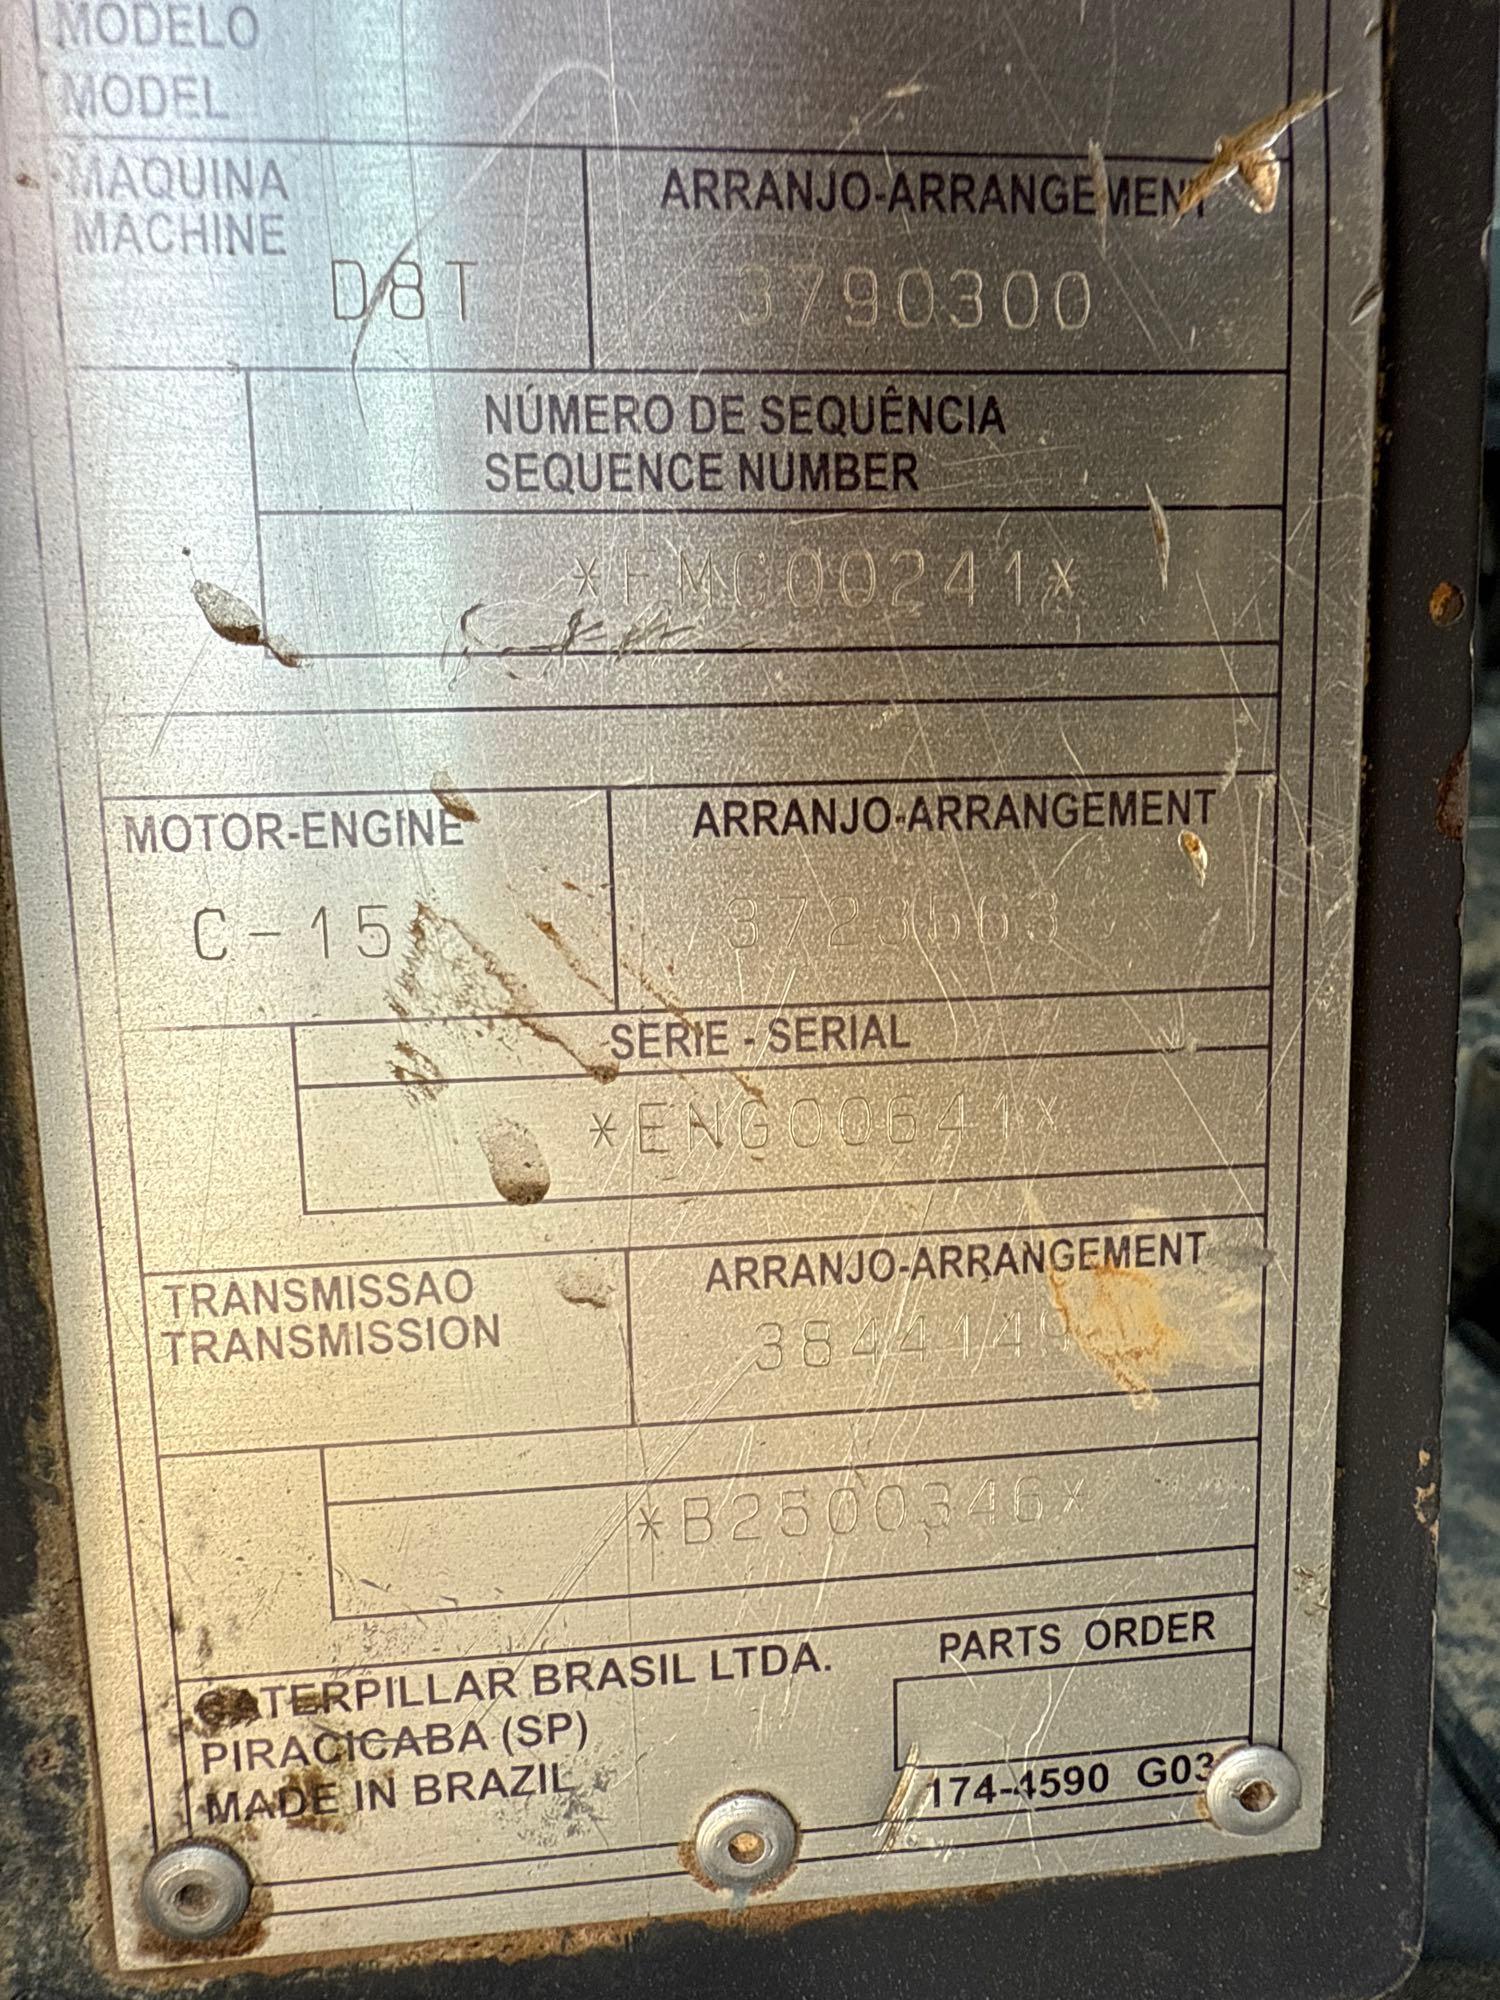 MODELO
MODEL
MAQUINA
MACHINE
D8T
ARRANJO-ARRANGEMENT
3790300
NÚMERO DE SEQUÊNCIA
SEQUENCE NUMBER
*FMC00241*
MOTOR-ENGINE
C-15
ARRANJO-ARRANGEMENT
3723563
SERIE - SERIAL
*ENG00641*
TRANSMISSAO
TRANSMISSION
ARRANJO-ARRANGEMENT
*B2500346*
CATERPILLAR BRASIL LTDA.
PIRACICABA (SP)
MADE IN BRAZIL
PARTS ORDER
174-4590 G03